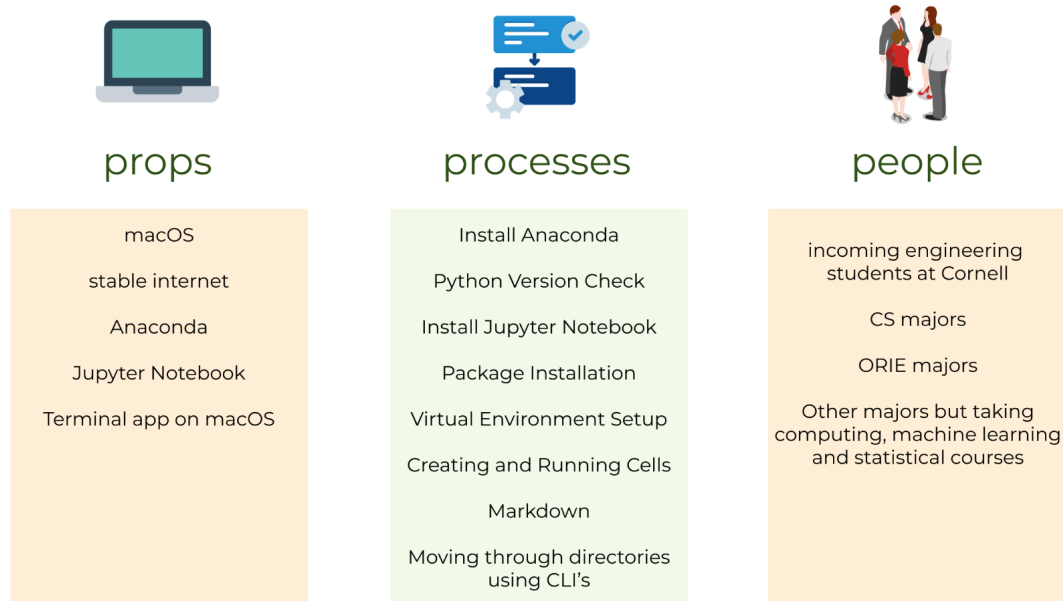 props
macOS
stable internet
Anaconda
Jupyter Notebook
Terminal app on macOS
processes
Install Anaconda
Python Version Check
Install Jupyter Notebook
Package Installation
Virtual Environment Setup
Creating and Running Cells
Markdown
Moving through directories
using CLI's
people
incoming engineering
students at Cornell
CS majors
ORIE majors
Other majors but taking
computing, machine learning
and statistical courses